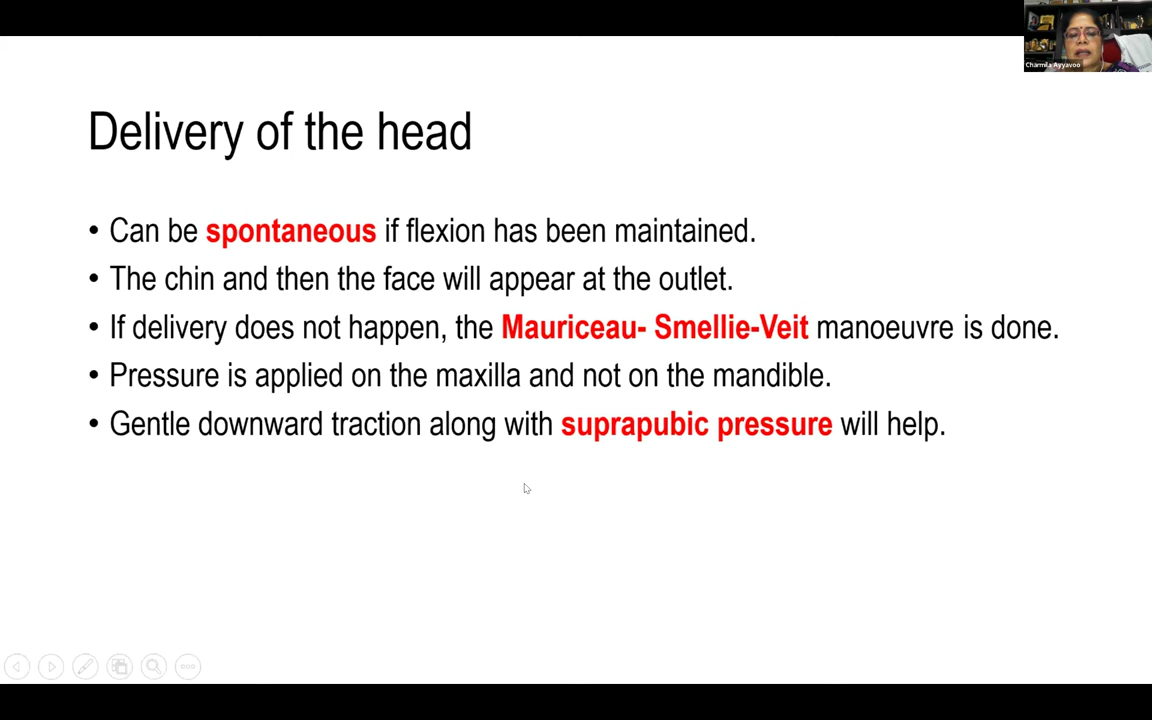 Charmila Ayyavoo
Delivery of the head
• Can be spontaneous if flexion has been maintained.
• The chin and then the face will appear at the outlet.
• If delivery does not happen, the Mauriceau- Smellie-Veit manoeuvre is done.
• Pressure is applied on the maxilla and not on the mandible.
• Gentle downward traction along with suprapubic pressure will help.